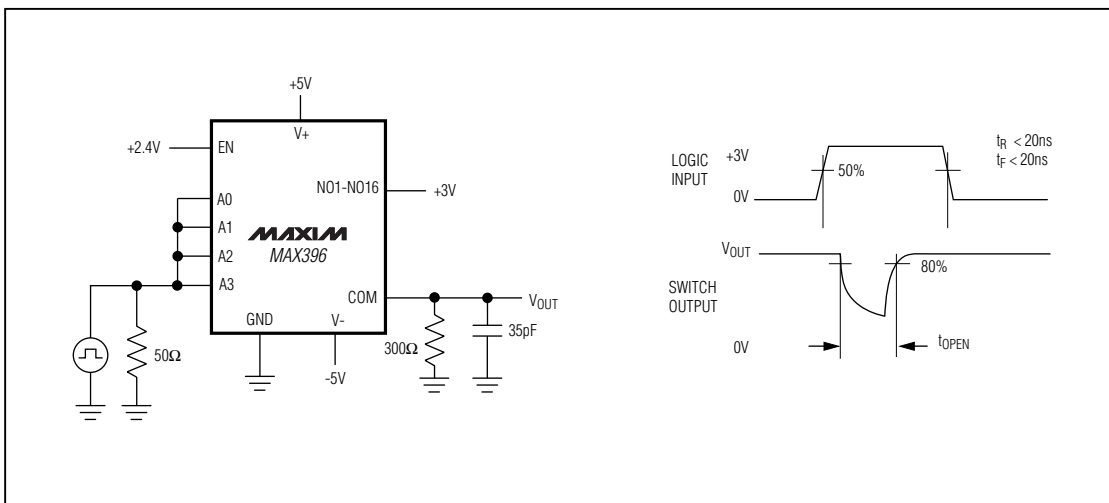 +5V
V+
+2.4V
EN
NO1-NO16
+3V
A0
A1
MAXIM
MAX396
A2
A3
COM
VOUT
GND
V-
35pF
300Ω
50Ω
-5V
LOGIC
INPUT
+3V
0V
50%
tR < 20ns
tF < 20ns
VOUT
80%
SWITCH
OUTPUT
0V
tOPEN